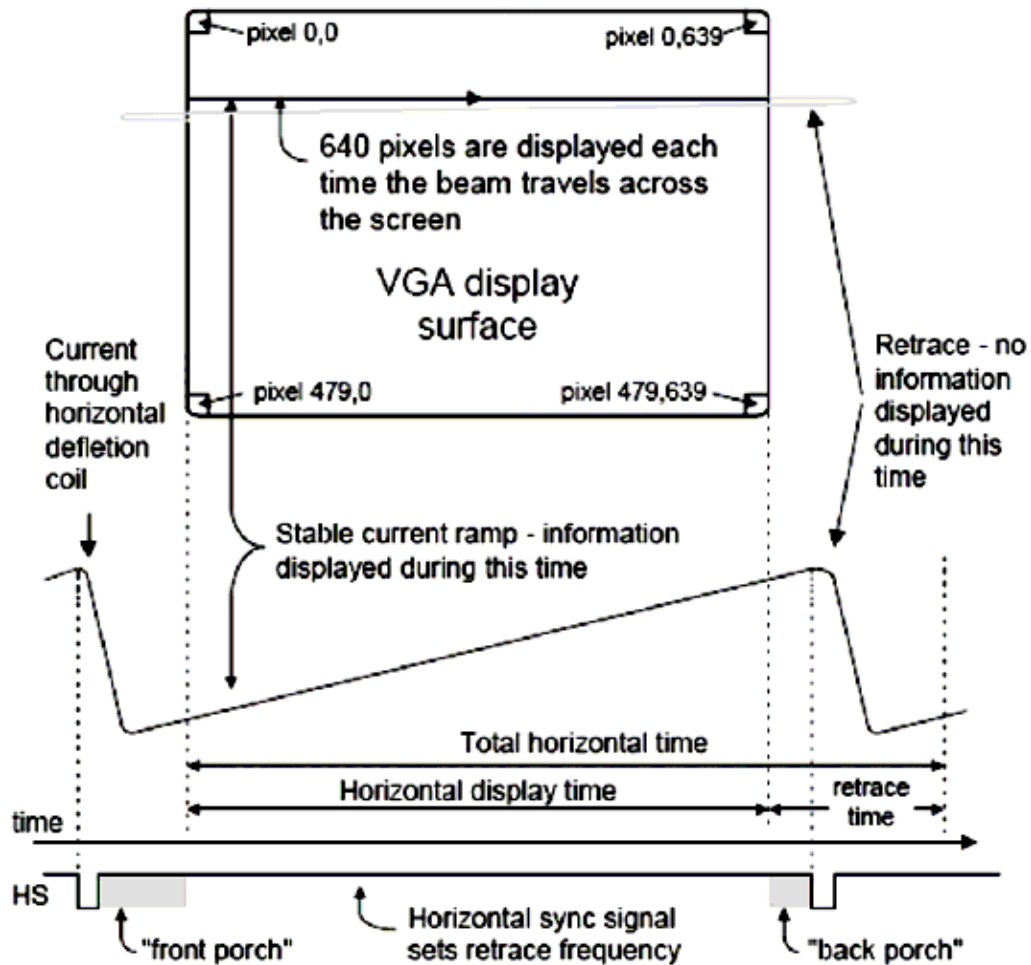 pixel 0,0
pixel 0,639
640 pixels are displayed each
time the beam travels across
the screen
VGA display
surface
pixel 479,0
pixel 479,639
Current
through
horizontal
defletion
coil
Retrace - no
information
displayed
during this
time
Stable current ramp - information
displayed during this time
Total horizontal time
Horizontal display time
retrace
time
time
HS
"front porch"
Horizontal sync signal
sets retrace frequency
"back porch"